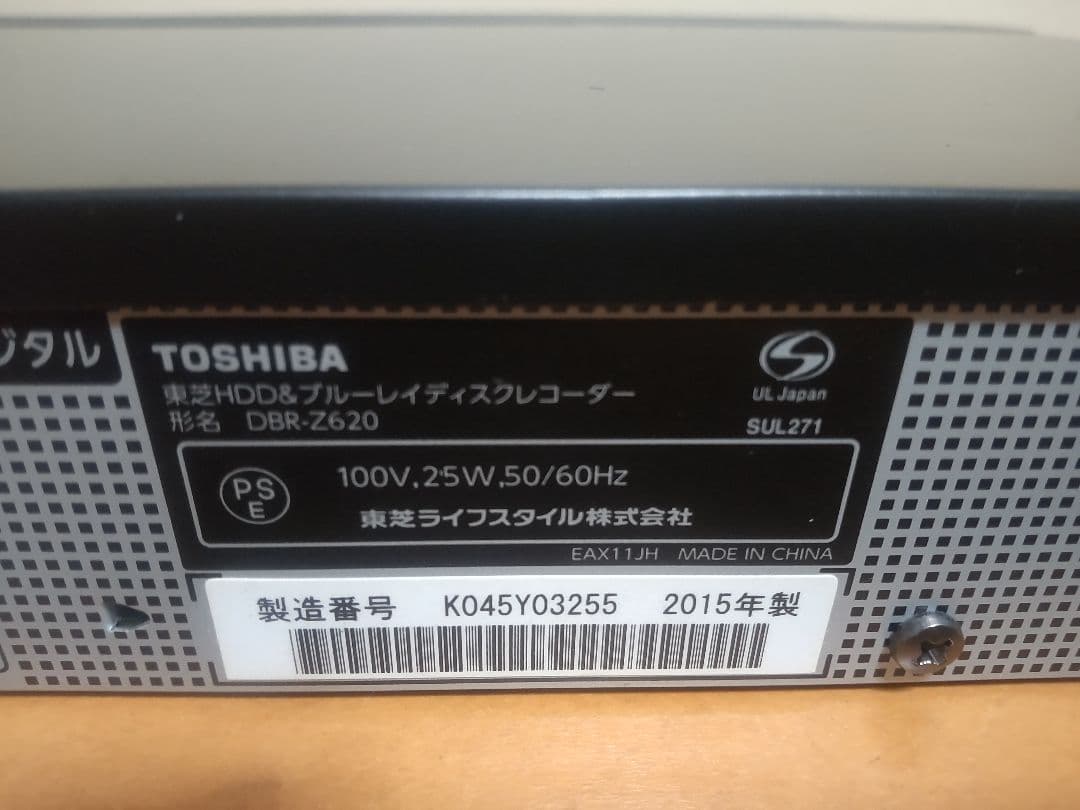 ジタル
TOSHIBA
東芝HDD&ブルーレイディスクレコーダー
形名 DBR-Z620
S
UL Japan
SUL271
PS
E
100V,25W,50/60Hz
東芝ライフスタイル株式会社
EAX11JH MADE IN CHINA
製造番号 K045Y03255 2015年製